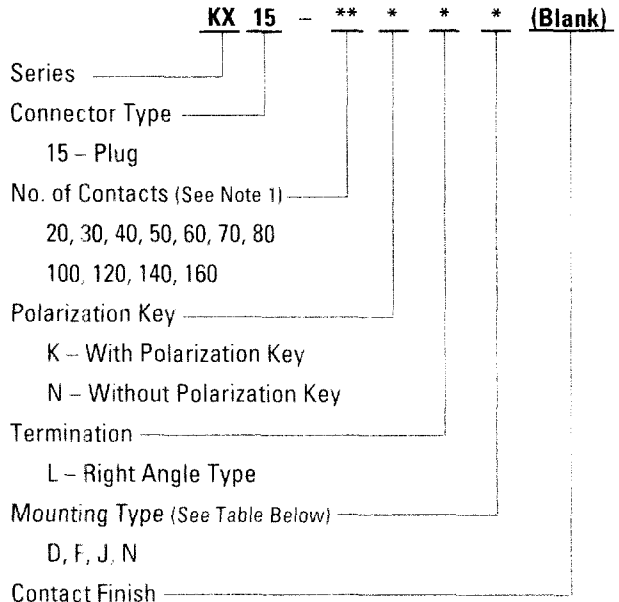 KX 15 – ** * * * (Blank)
Series
Connector Type
15 – Plug
No. of Contacts (See Note 1)
20, 30, 40, 50, 60, 70, 80
100, 120, 140, 160
Polarization Key
K – With Polarization Key
N – Without Polarization Key
Termination
L – Right Angle Type
Mounting Type (See Table Below)
D, F, J, N
Contact Finish